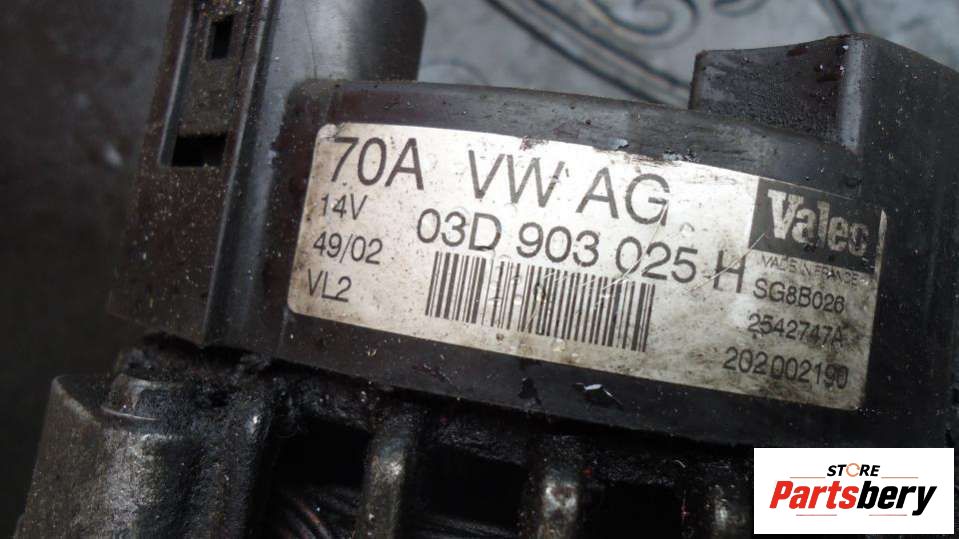 70A VW AG
14V 03D 903 025 H
49/02
VL2
Valeo
MADE IN FRANCE
SG8B026
2542747A
202002190
STORE
Partsbery